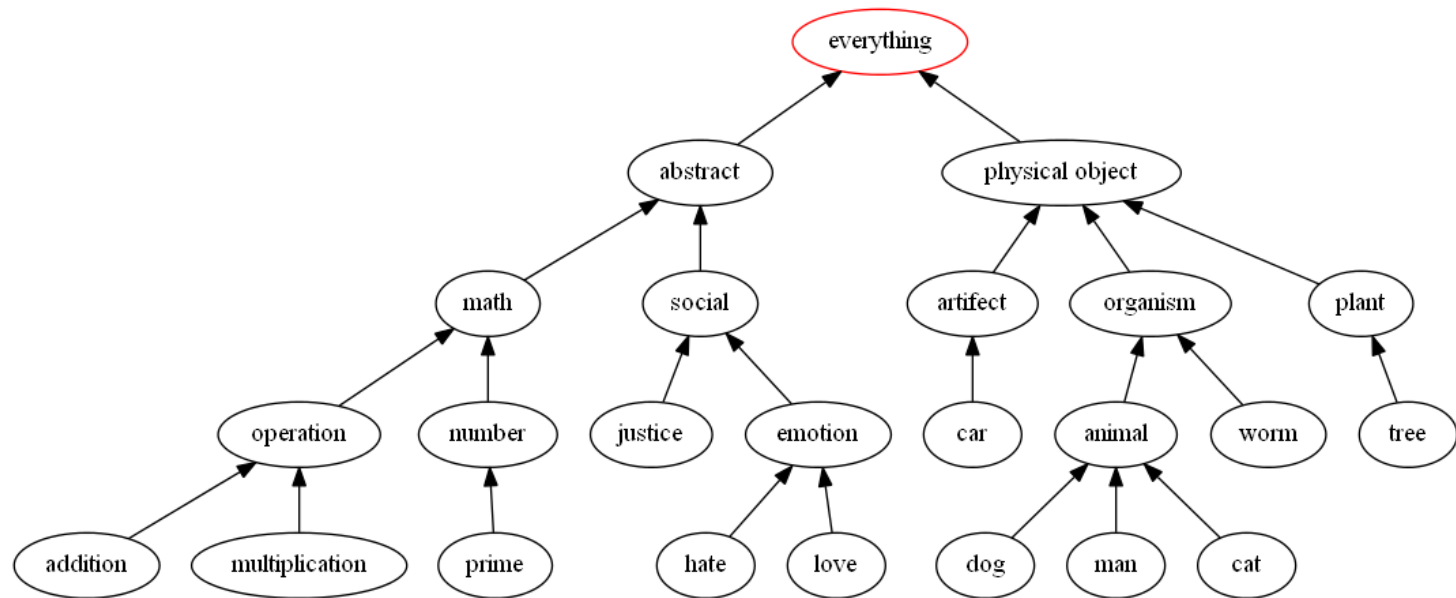 everything
abstract
physical object
math
social
artifect
organism
plant
operation
number
justice
emotion
car
animal
worm
tree
addition
multiplication
prime
hate
love
dog
man
cat